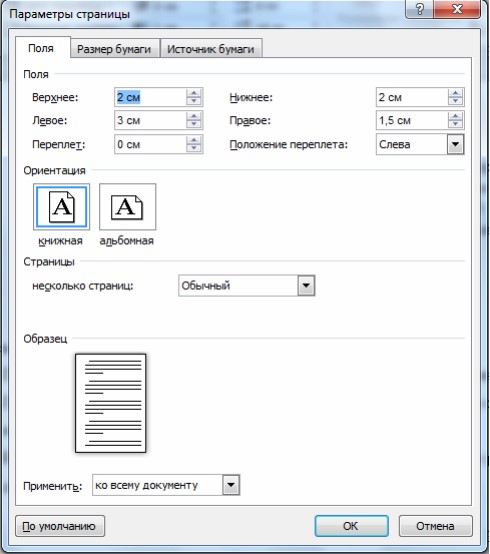 Параметры страницы
Поля Размер бумаги Источник бумаги
Поля
Верхнее: 2 см Нижнее: 2 см
Левое: 3 см Правое: 1,5 см
Переплет: 0 см Положение переплета: Слева
Ориентация
A A
книжная альбомная
Страницы
несколько страниц: Обычный
Образец
Применить: ко всему документу
По умолчанию ОК Отмена